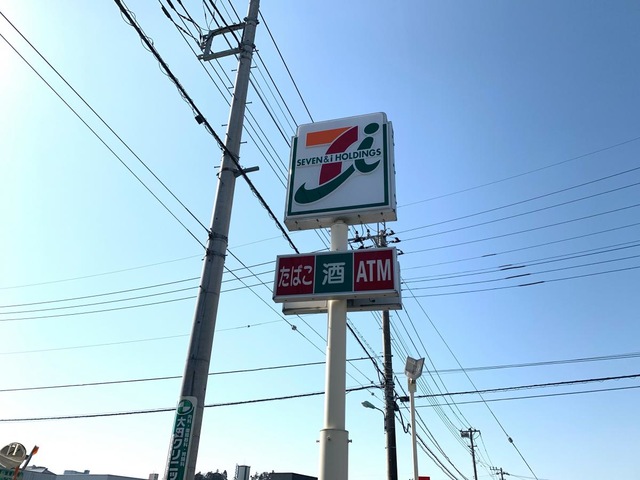 SEVEN & i HOLDINGS
たばこ
酒
ATM